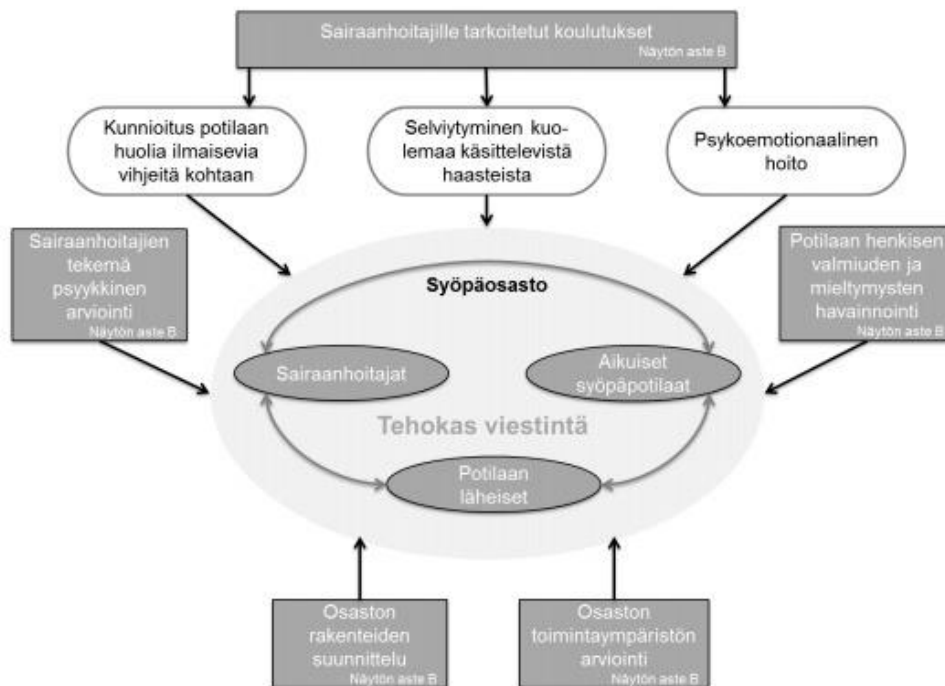 Sairaanhoitajille tarkoitetut koulutukset
Näytön aste B
Kunnioitus potilaan
huolia ilmaisevia
vihjeitä kohtaan
Selviytyminen kuo-
lemaa käsittelevistä
haasteista
Psykoemotionaalinen
hoito
Sairaanhoitajien
tekemä
psyykkinen
arviointi
Näytön aste B
Potilaan henkisen
valmiuden ja
mieltymysten
havainnointi
Näytön aste B
Syöpäosasto
Sairaanhoitajat
Aikuiset
syöpäpotilaat
Tehokas viestintä
Potilaan
läheiset
Osaston
rakenteiden
suunnittelu
Näytön aste B
Osaston
toimintaympäristön
arviointi
Näytön aste B